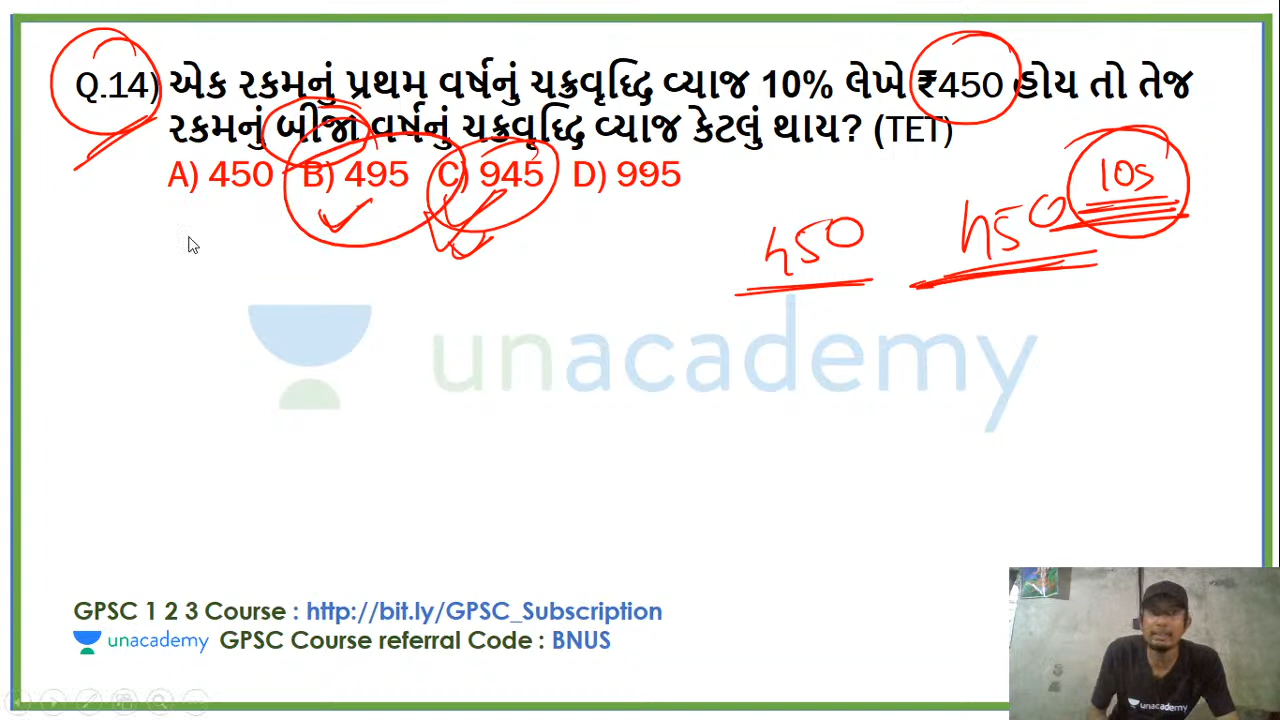 Q.14) એક રકમનું પ્રથમ વર્ષનું ચક્રવૃધ્ધિ વ્યાજ 10% લેખે ₹450 હોય તો તેજ
રકમનું બીજા વર્ષનું ચક્રવૃધ્ધિ વ્યાજ કેટલું થાય? (TET)
A) 450 B) 495 C) 945 D) 995
450 450 105
unacademy
GPSC 1 2 3 Course : http://bit.ly/GPSC_Subscription
unacademy GPSC Course referral Code : BNUS
unacademy